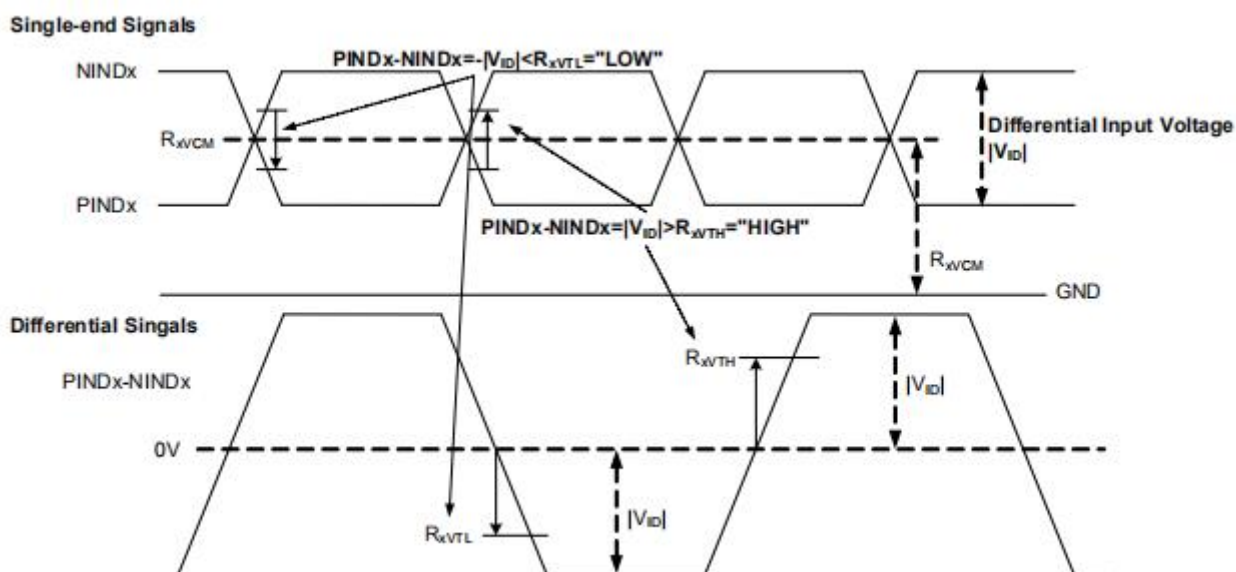 Single-end Signals
NINDx
PINDx-NINDx=-|VID|<RxVTL="LOW"
RxVCM
Differential Input Voltage
|VID|
PINDx
PINDx-NINDx=|VID|>RxVTH="HIGH"
RxVCM
GND
Differential Singals
RxVTH
PINDx-NINDx
|VID|
0V
|VID|
RxVTL